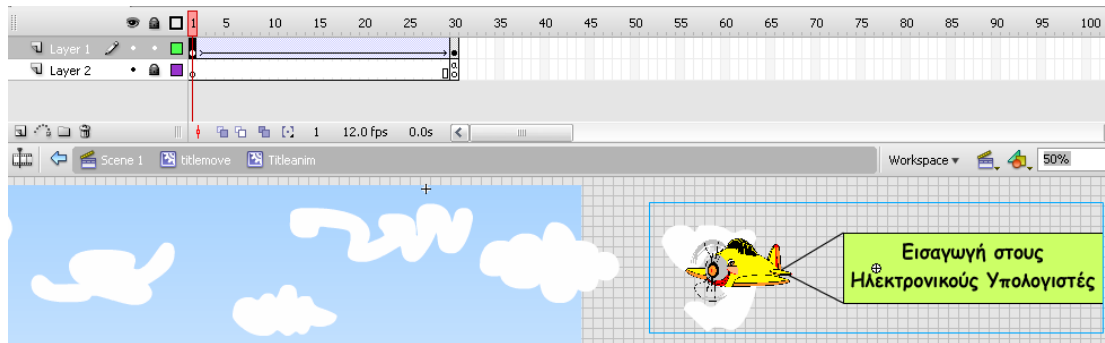 1 5 10 15 20 25 30 35 40 45 50 55 60 65 70 75 80 85 90 95 100
Layer 1
Layer 2
1 12.0 fps 0.0s
Scene 1 titlemove Titleanim Workspace 50%
Εισαγωγή στους
Ηλεκτρονικούς Υπολογιστές